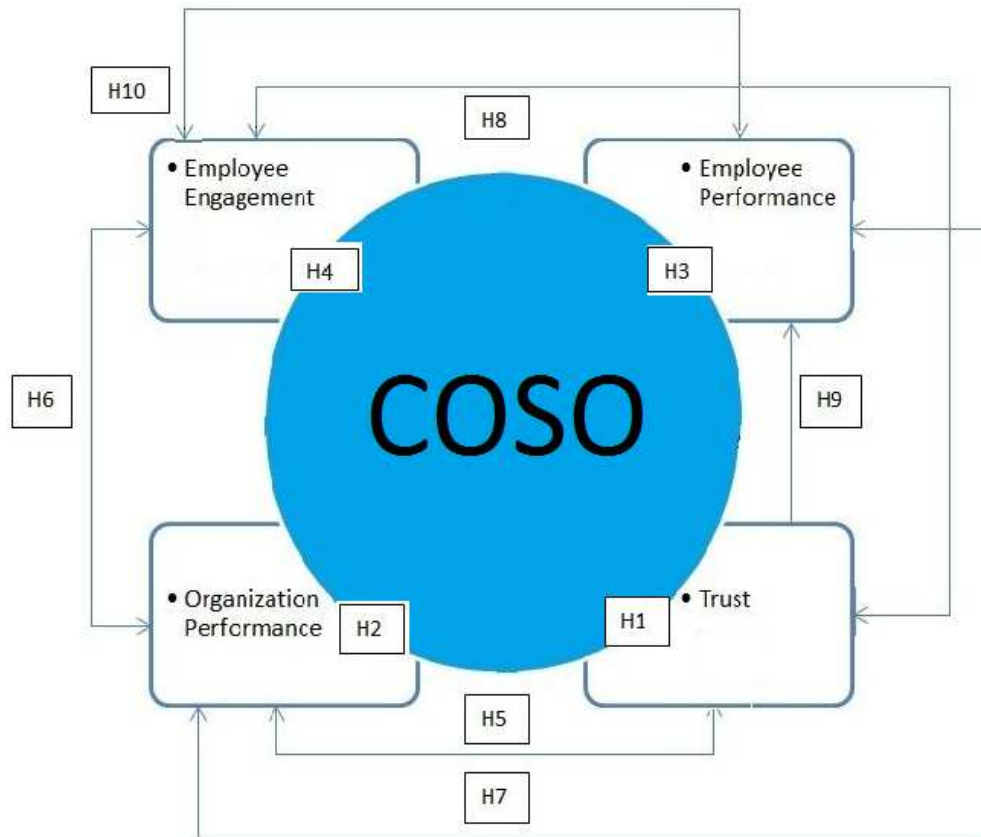 H10
H8
• Employee
Engagement
• Employee
Performance
H4
H3
H6
COSO
H9
• Organization
Performance
H2
H1
• Trust
H5
H7